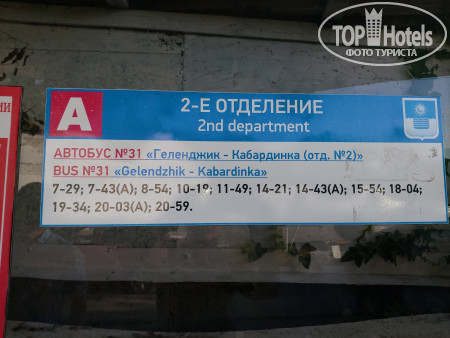 TOP Hotels
ФОТО ТУРИСТА
А
2-Е ОТДЕЛЕНИЕ
2nd department
АВТОБУС №31 «Геленджик - Кабардинка (отд. №2)»
BUS №31 «Gelendzhik - Kabardinka»
7-29; 7-43(А); 8-54; 10-19; 11-49; 14-21; 14-43(А); 15-54; 18-04;
19-34; 20-03(А); 20-59.